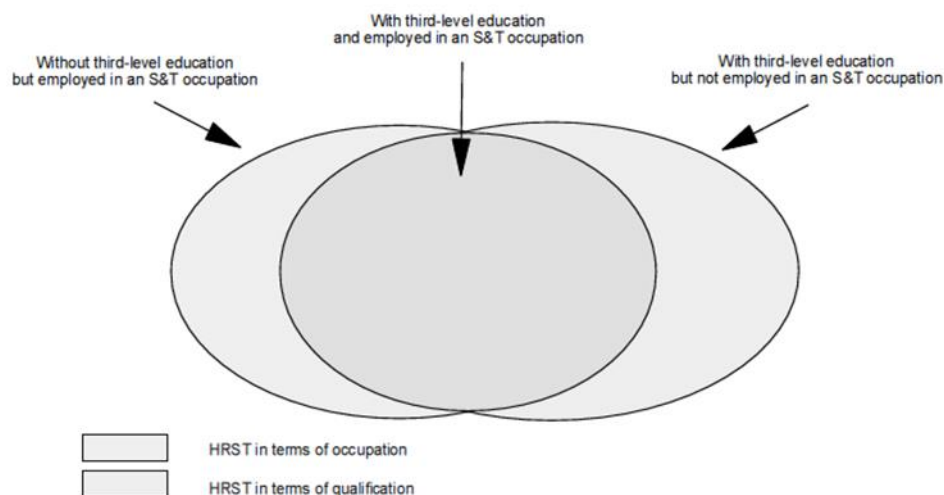 With third-level education
and employed in an S&T occupation
Without third-level education
but employed in an S&T occupation
With third-level education
but not employed in an S&T occupation
HRST in terms of occupation
HRST in terms of qualification